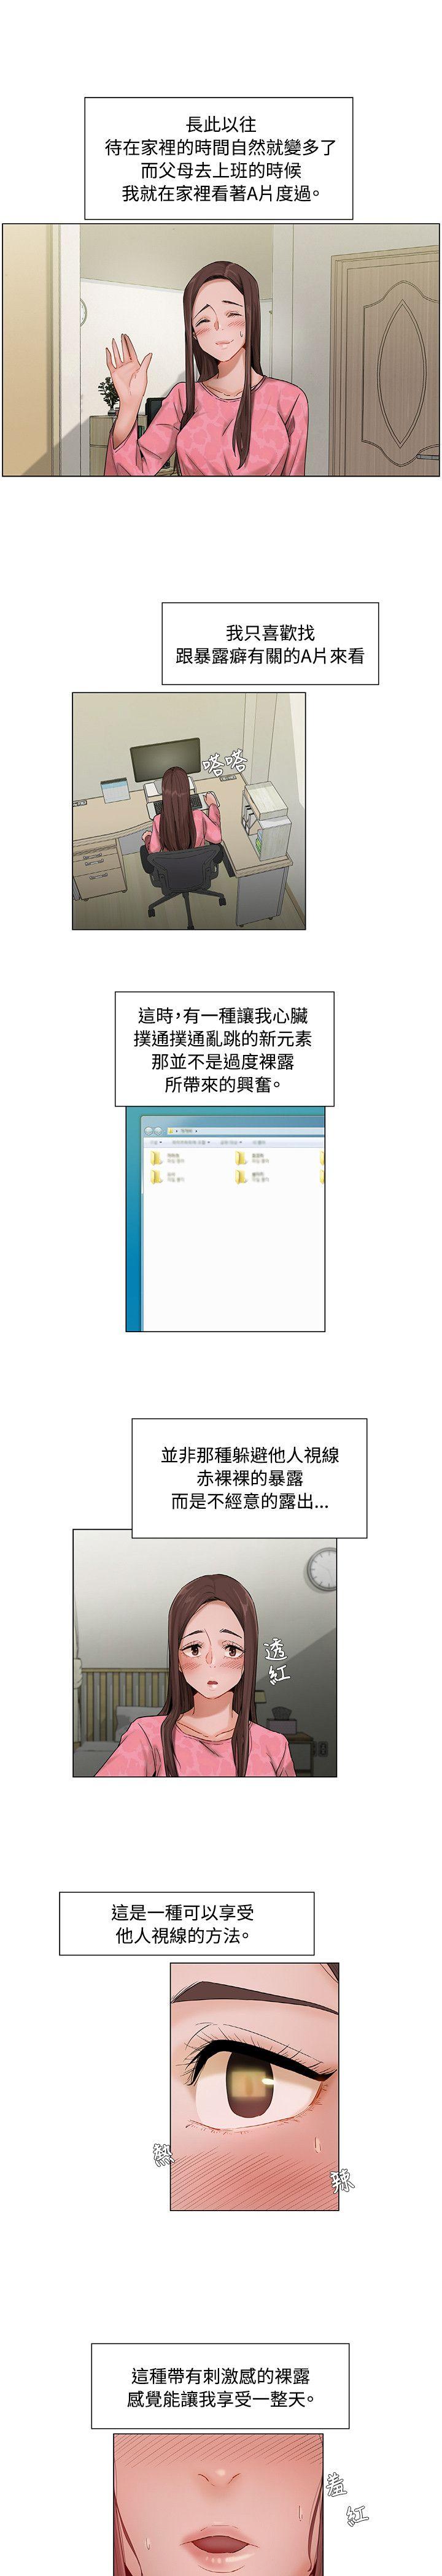 長此以往
待在家裡的時間自然就變多了
而父母去上班的時候
我就在家裡看著A片度過。
我只喜歡找
跟暴露癖有關的A片來看
嗒嗒
這時,有一種讓我心臟
撲通撲通亂跳的新元素
那並不是過度裸露
所帶來的興奮。
並非那種躲避他人視線
赤裸裸的暴露
而是不經意的露出...
透
紅
這是一種可以享受
他人視線的方法。
熱
辣
這種帶有刺激感的裸露
感覺能讓我享受一整天。
羞
紅